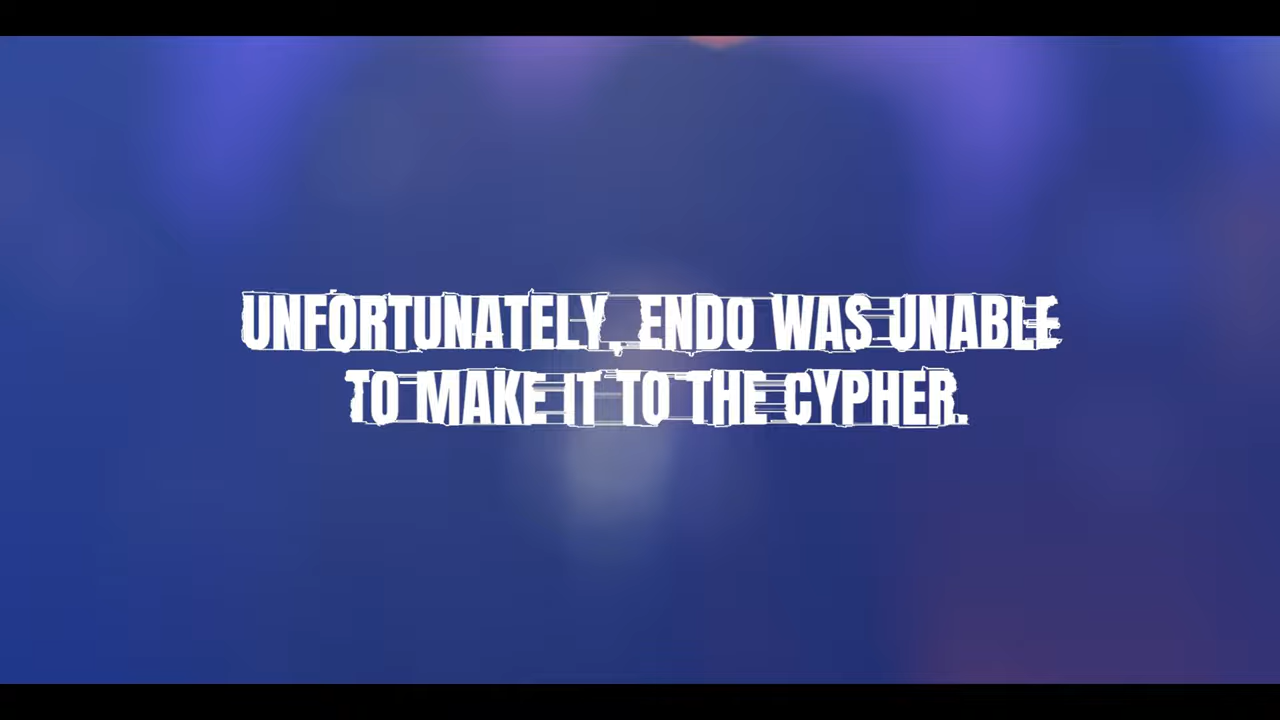 UNFORTUNATELY, ENDO WAS UNABLE
TO MAKE IT TO THE CYPHER.